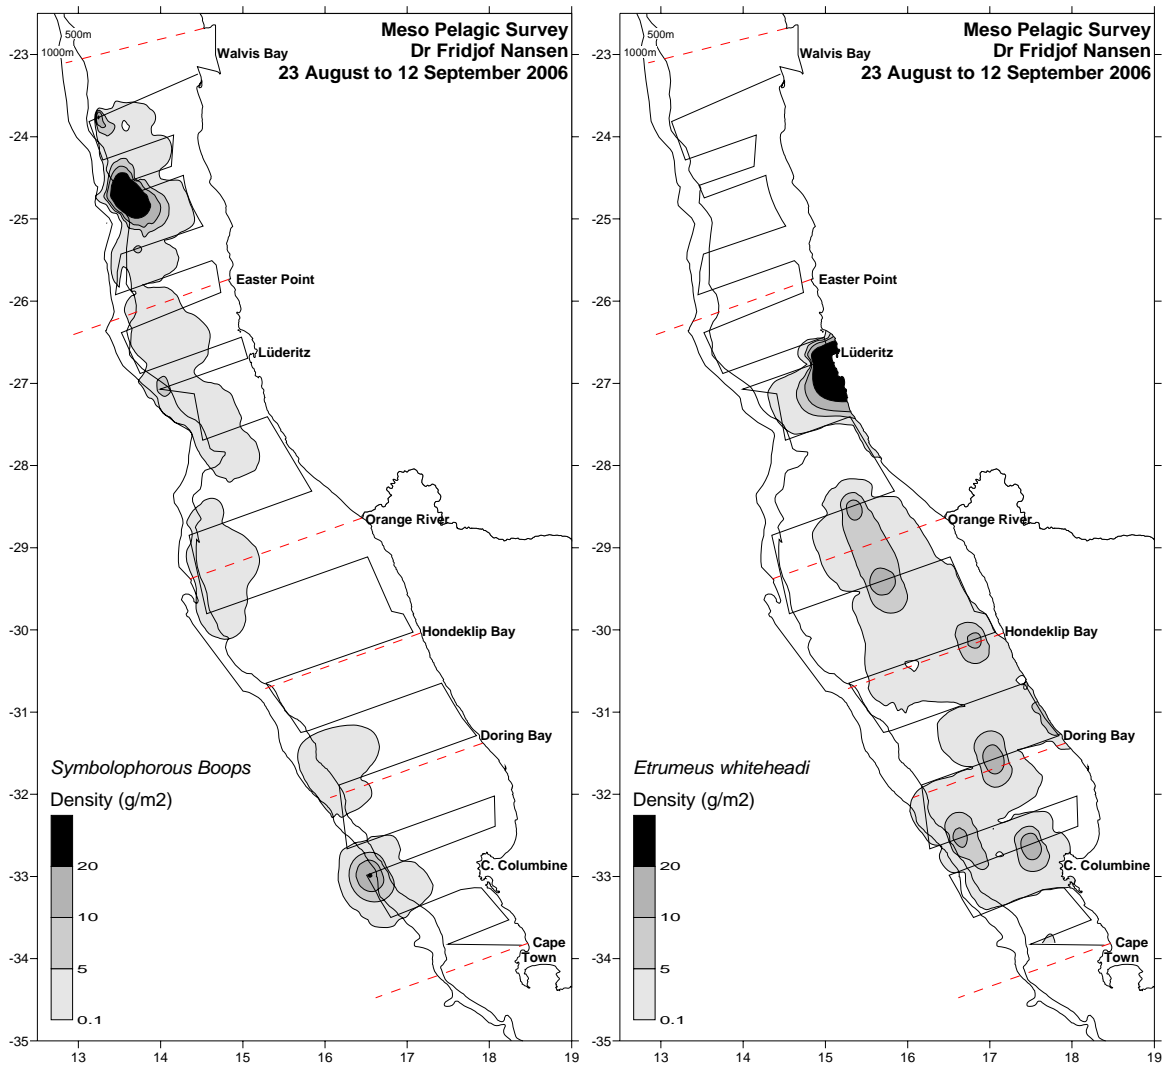 Meso Pelagic Survey
Dr Fridjof Nansen
23 August to 12 September 2006
500m
1000m
Walvis Bay
Easter Point
Lüderitz
Orange River
Hondeklip Bay
Doring Bay
C. Columbine
Cape
Town
Symbolophorous Boops
Density (g/m2)
20
10
5
0.1
-23
-24
-25
-26
-27
-28
-29
-30
-31
-32
-33
-34
-35
13 14 15 16 17 18 19
Meso Pelagic Survey
Dr Fridjof Nansen
23 August to 12 September 2006
500m
1000m
Walvis Bay
Easter Point
Lüderitz
Orange River
Hondeklip Bay
Doring Bay
C. Columbine
Cape
Town
Etrumeus whiteheadi
Density (g/m2)
20
10
5
0.1
-23
-24
-25
-26
-27
-28
-29
-30
-31
-32
-33
-34
-35
13 14 15 16 17 18 19